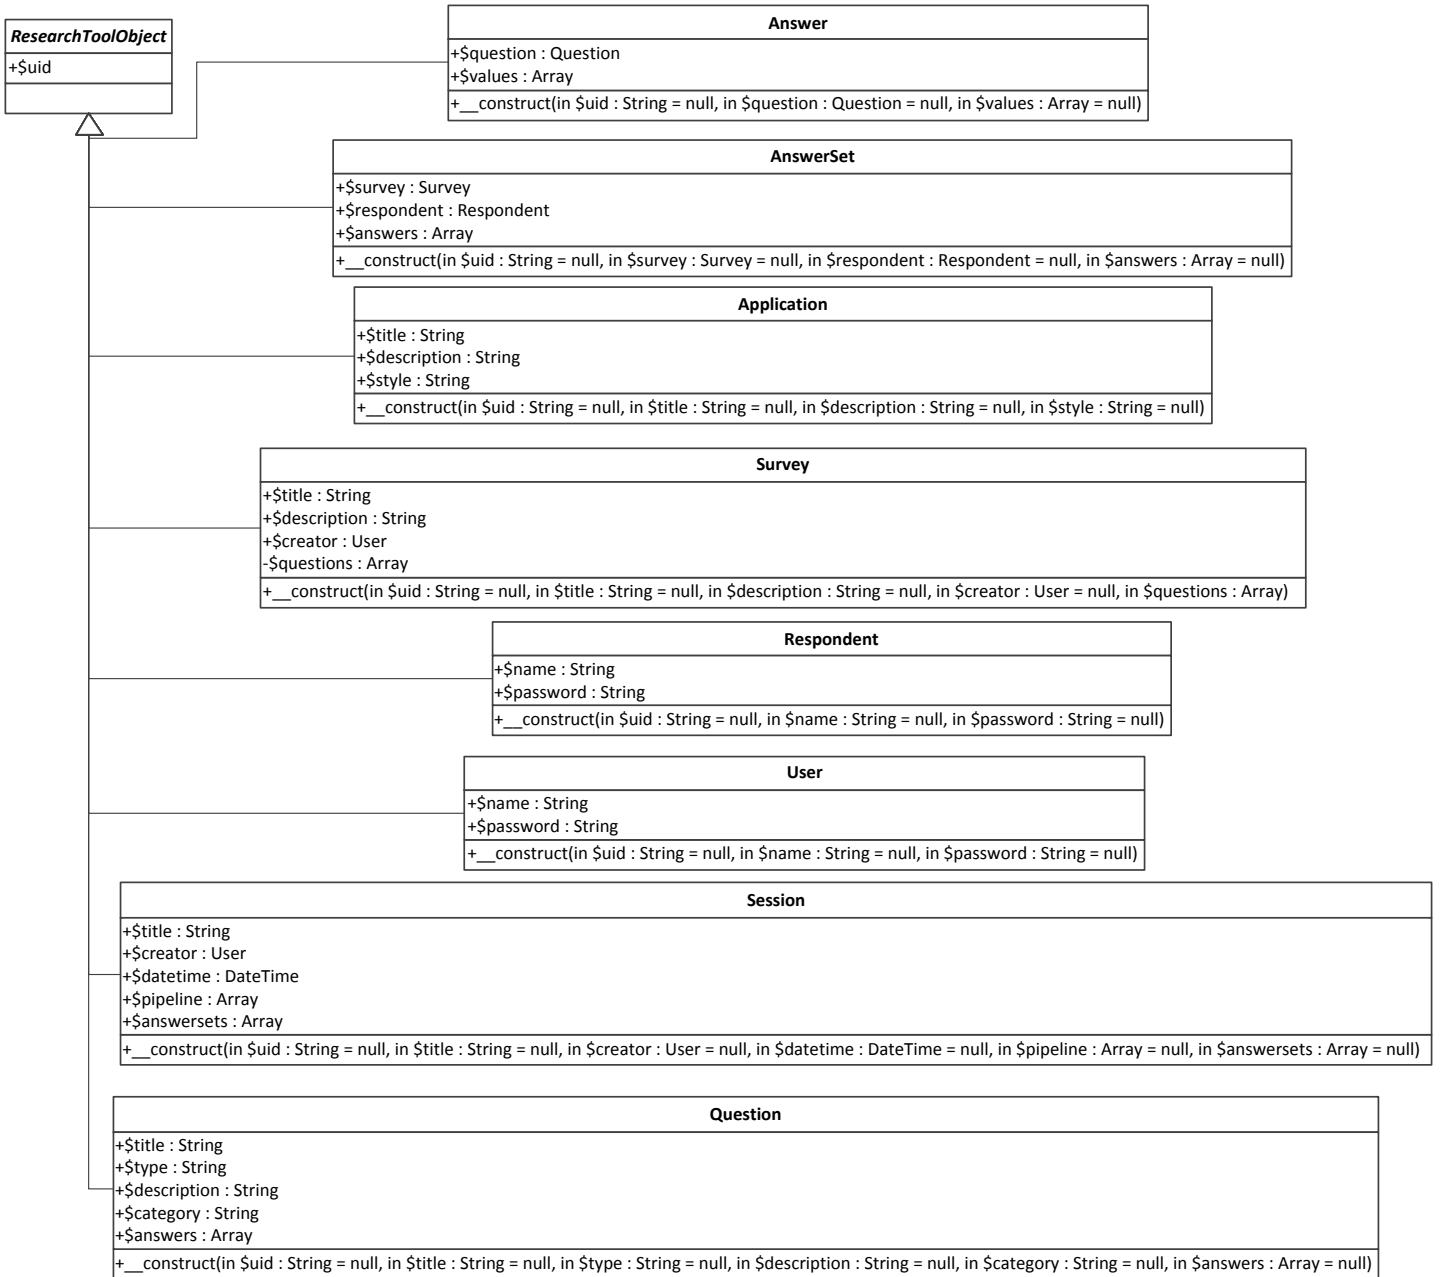 ResearchToolObject
+$uid
Answer
+$question : Question
+$values : Array
+__construct(in $uid : String = null, in $question : Question = null, in $values : Array = null)
AnswerSet
+$survey : Survey
+$respondent : Respondent
+$answers : Array
+__construct(in $uid : String = null, in $survey : Survey = null, in $respondent : Respondent = null, in $answers : Array = null)
Application
+$title : String
+$description : String
+$style : String
+__construct(in $uid : String = null, in $title : String = null, in $description : String = null, in $style : String = null)
Survey
+$title : String
+$description : String
+$creator : User
-$questions : Array
+__construct(in $uid : String = null, in $title : String = null, in $description : String = null, in $creator : User = null, in $questions : Array)
Respondent
+$name : String
+$password : String
+__construct(in $uid : String = null, in $name : String = null, in $password : String = null)
User
+$name : String
+$password : String
+__construct(in $uid : String = null, in $name : String = null, in $password : String = null)
Session
+$title : String
+$creator : User
+$datetime : DateTime
+$pipeline : Array
+$answersets : Array
+__construct(in $uid : String = null, in $title : String = null, in $creator : User = null, in $datetime : DateTime = null, in $pipeline : Array = null, in $answersets : Array = null)
Question
+$title : String
+$type : String
+$description : String
+$category : String
+$answers : Array
+__construct(in $uid : String = null, in $title : String = null, in $type : String = null, in $description : String = null, in $category : String = null, in $answers : Array = null)